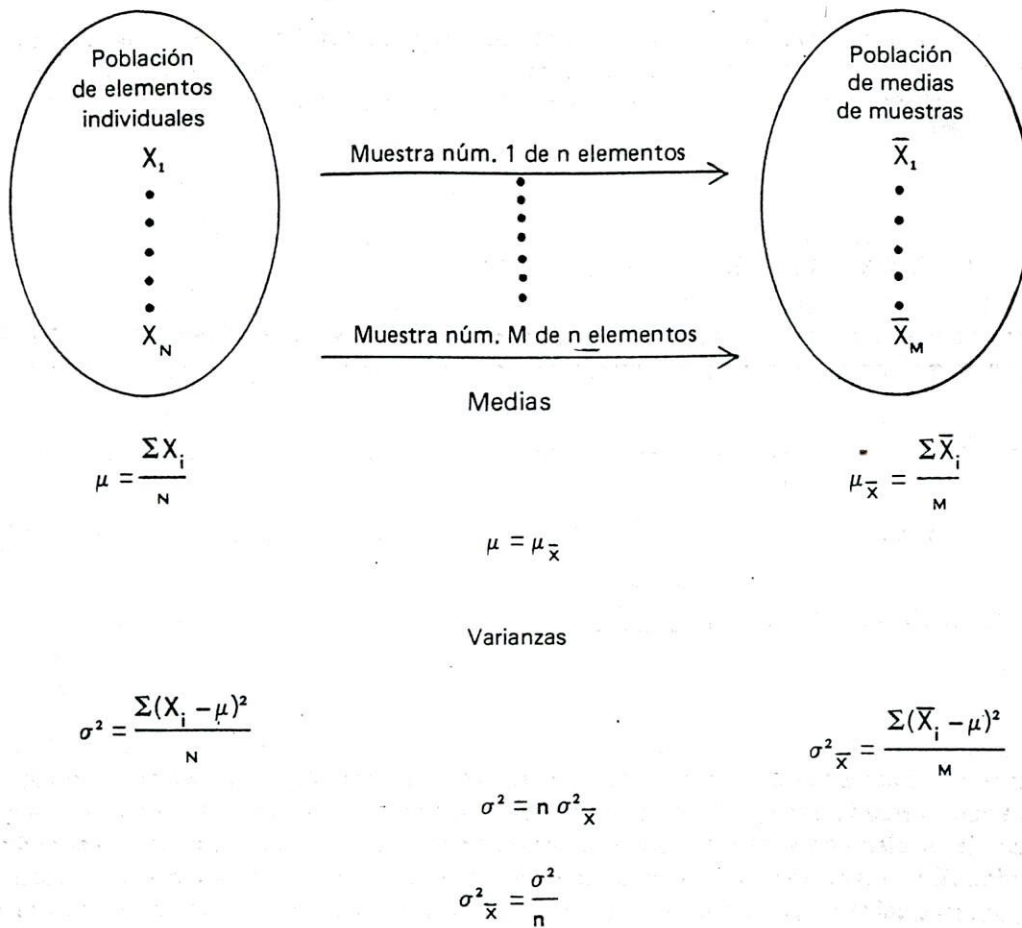 Población
de elementos
individuales
X₁
X_N
Muestra núm. 1 de n elementos
Muestra núm. M de n elementos
Población
de medias
de muestras
X̅₁
X̅_M
Medias
μ = ΣX_i / N
μ_X̅ = ΣX̅_i / M
μ = μ_X̅
Varianzas
σ² = Σ(X_i − μ)² / N
σ²_X̅ = Σ(X̅_i − μ)² / M
σ² = n σ²_X̅
σ²_X̅ = σ² / n